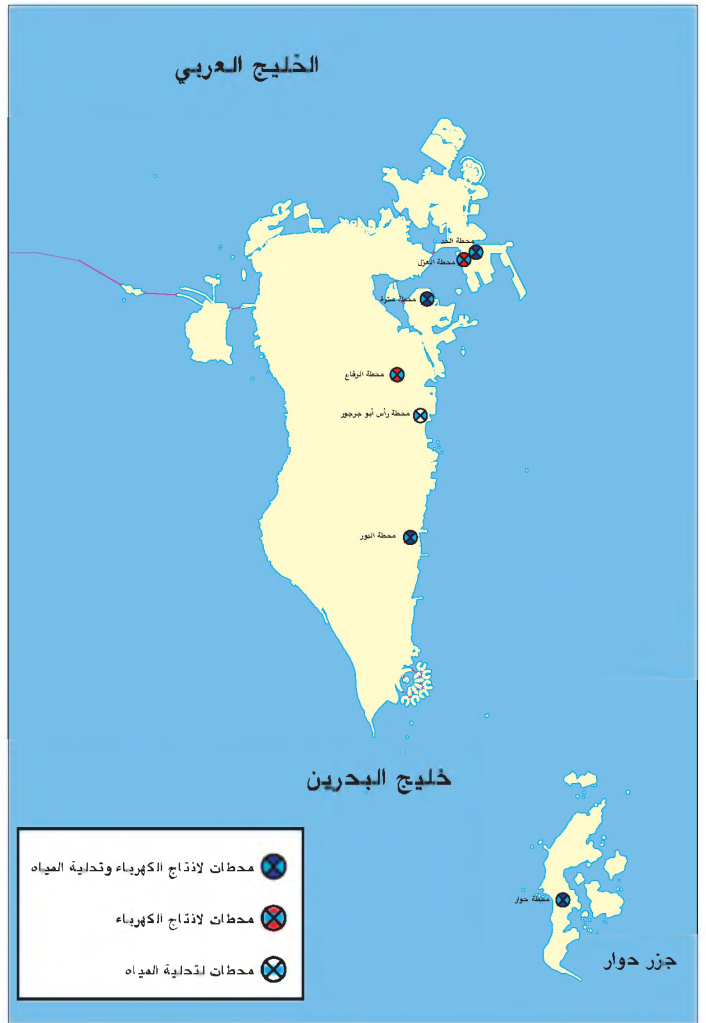 الخليج العربي
محطة الحد
محطة العزل
محطة سترة
محطة الرفاع
محطة رأس أبو جرجور
محطة الدور
خليج البحرين
محطة حوار
جزر حوار
محطات لانتاج الكهرباء وتحلية المياه
محطات لانتاج الكهرباء
محطات لتحلية المياه